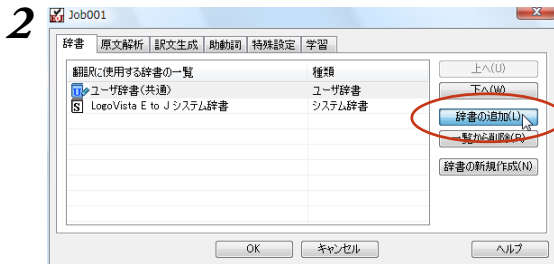 2
Job001
辞書 原文解析 訳文生成 助動詞 特殊設定 学習
翻訳に使用する辞書の一覧 種類
ユーザ辞書(共通) ユーザ辞書
LogoVista E to J システム辞書 システム辞書
上へ(U)
下へ(W)
辞書の追加(L)...
一覧から削除(R)
辞書の新規作成(N)
OK キャンセル ヘルプ